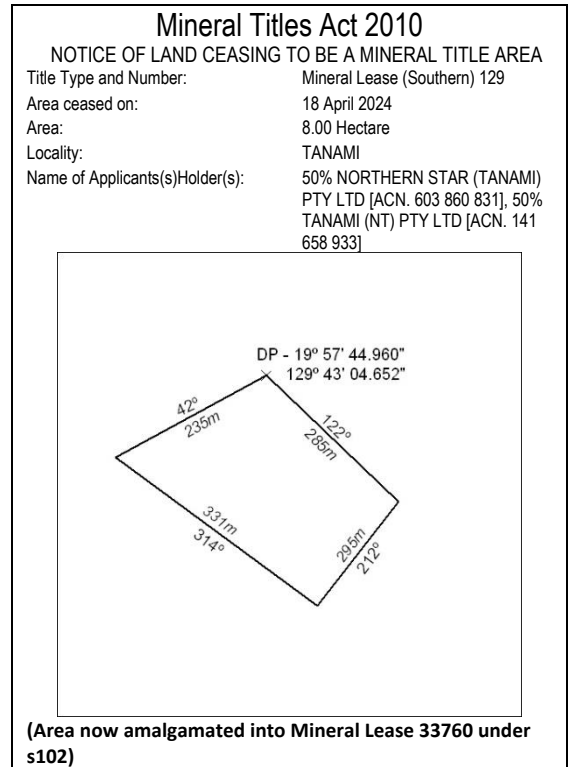 Mineral Titles Act 2010
NOTICE OF LAND CEASING TO BE A MINERAL TITLE AREA
Title Type and Number: Mineral Lease (Southern) 129
Area ceased on: 18 April 2024
Area: 8.00 Hectare
Locality: TANAMI
Name of Applicants(s)Holder(s): 50% NORTHERN STAR (TANAMI)
PTY LTD [ACN. 603 860 831], 50%
TANAMI (NT) PTY LTD [ACN. 141
658 933]
DP - 19º 57' 44.960"
129º 43' 04.652"
42º
235m
122º
285m
331m
314º
295m
212º
(Area now amalgamated into Mineral Lease 33760 under
s102)